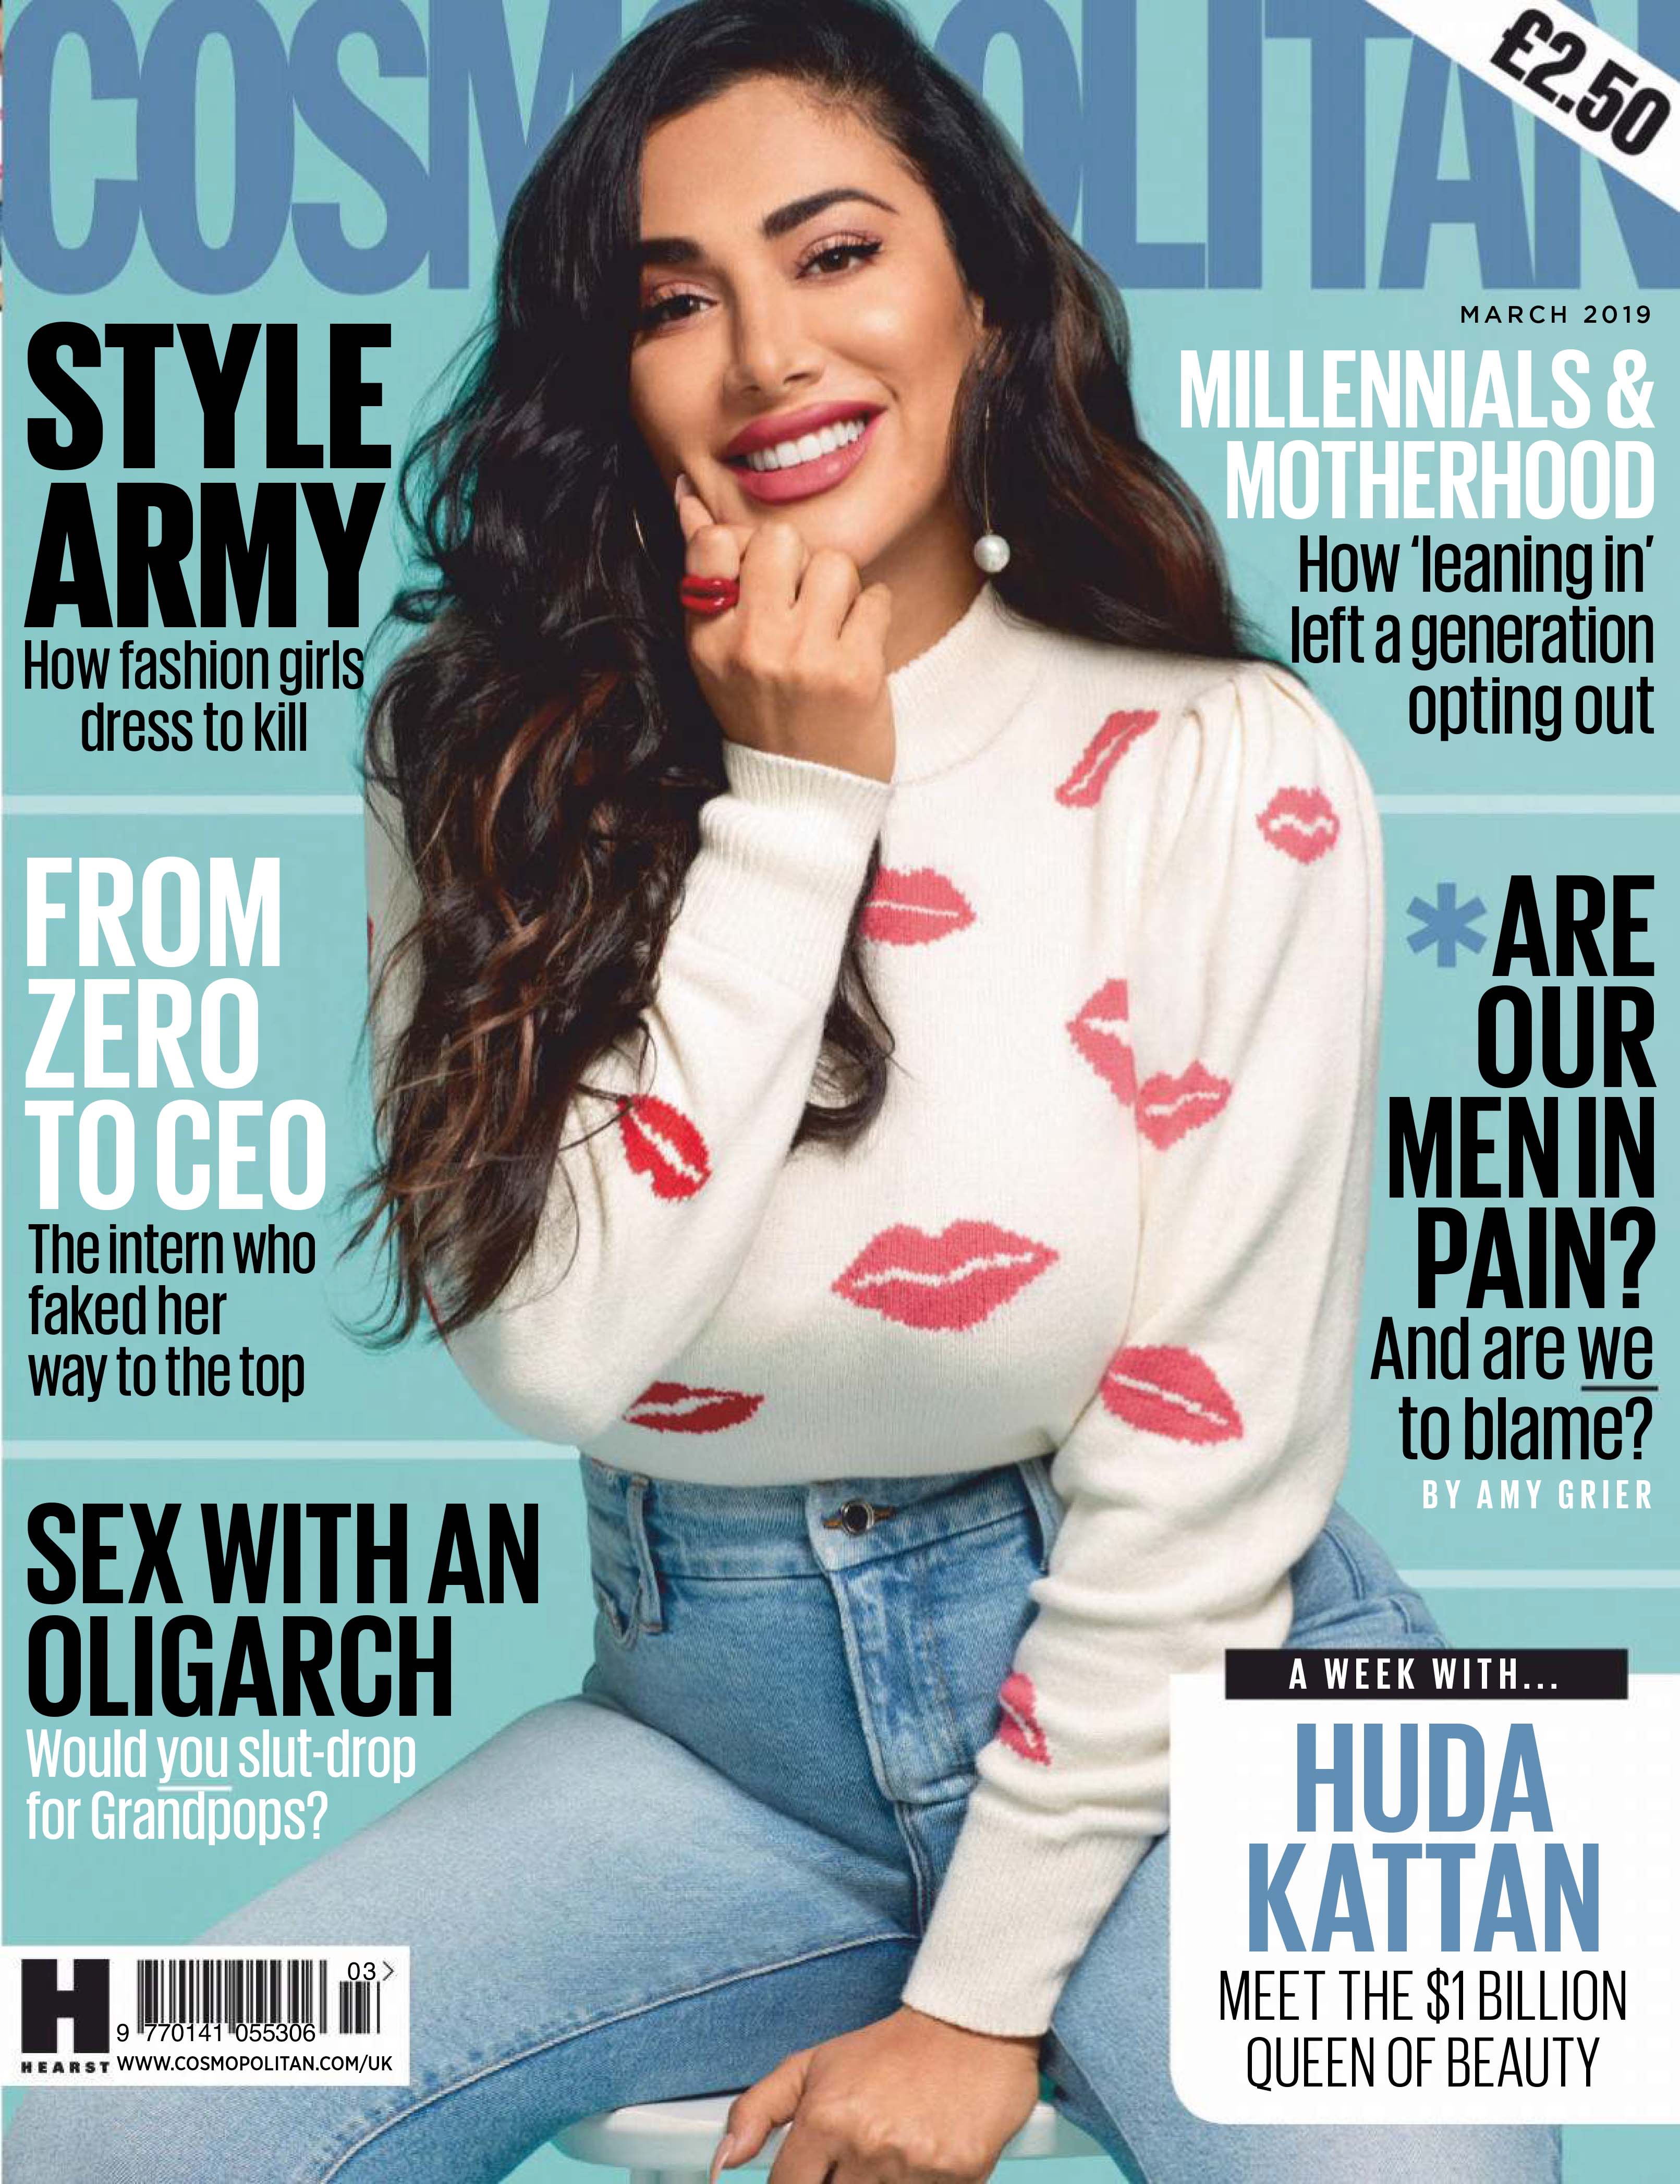 COSMOPOLITAN
£2.50
MARCH 2019
STYLE
ARMY
How fashion girls
dress to kill
FROM
ZERO
TO CEO
The intern who
faked her
way to the top
SEX WITH AN
OLIGARCH
Would you slut-drop
for Grandpops?
MILLENNIALS &
MOTHERHOOD
How ‘leaning in’
left a generation
opting out
*ARE
OUR
MEN IN
PAIN?
And are we
to blame?
BY AMY GRIER
A WEEK WITH...
HUDA
KATTAN
MEET THE $1 BILLION
QUEEN OF BEAUTY
H
HEARST
03>
9 770141 055306
WWW.COSMOPOLITAN.COM/UK